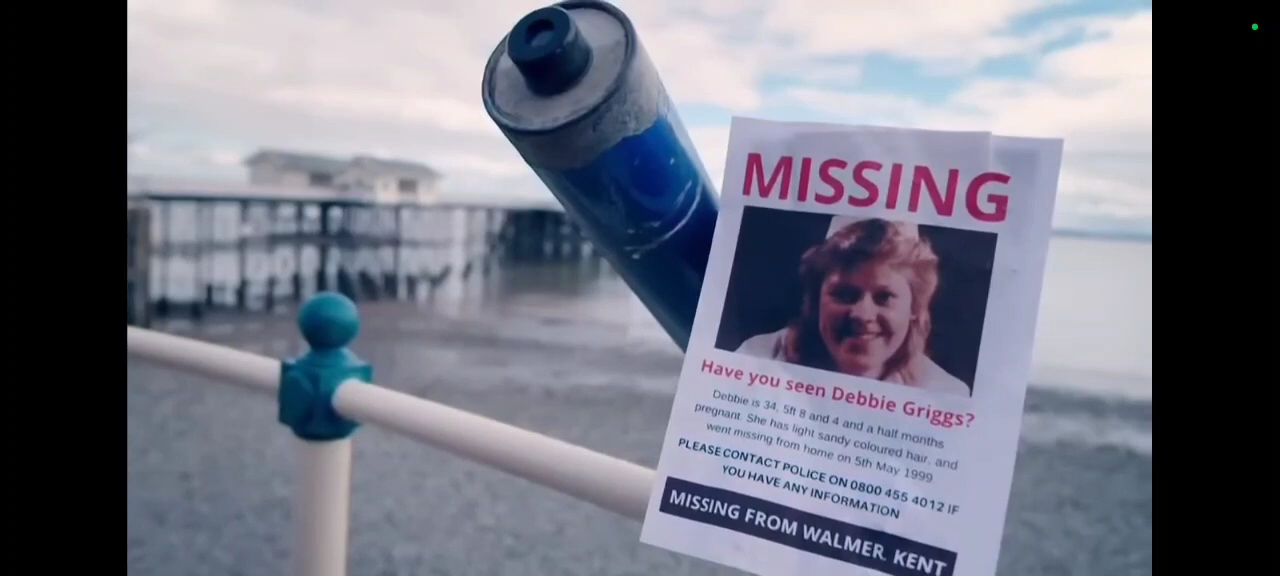 MISSING
Have you seen Debbie Griggs?
Debbie is 34, 5ft 8 and 4 and a half months
pregnant. She has light sandy coloured hair, and
went missing from home on 5th May 1999.
PLEASE CONTACT POLICE ON 0800 455 4012 IF
YOU HAVE ANY INFORMATION
MISSING FROM WALMER, KENT